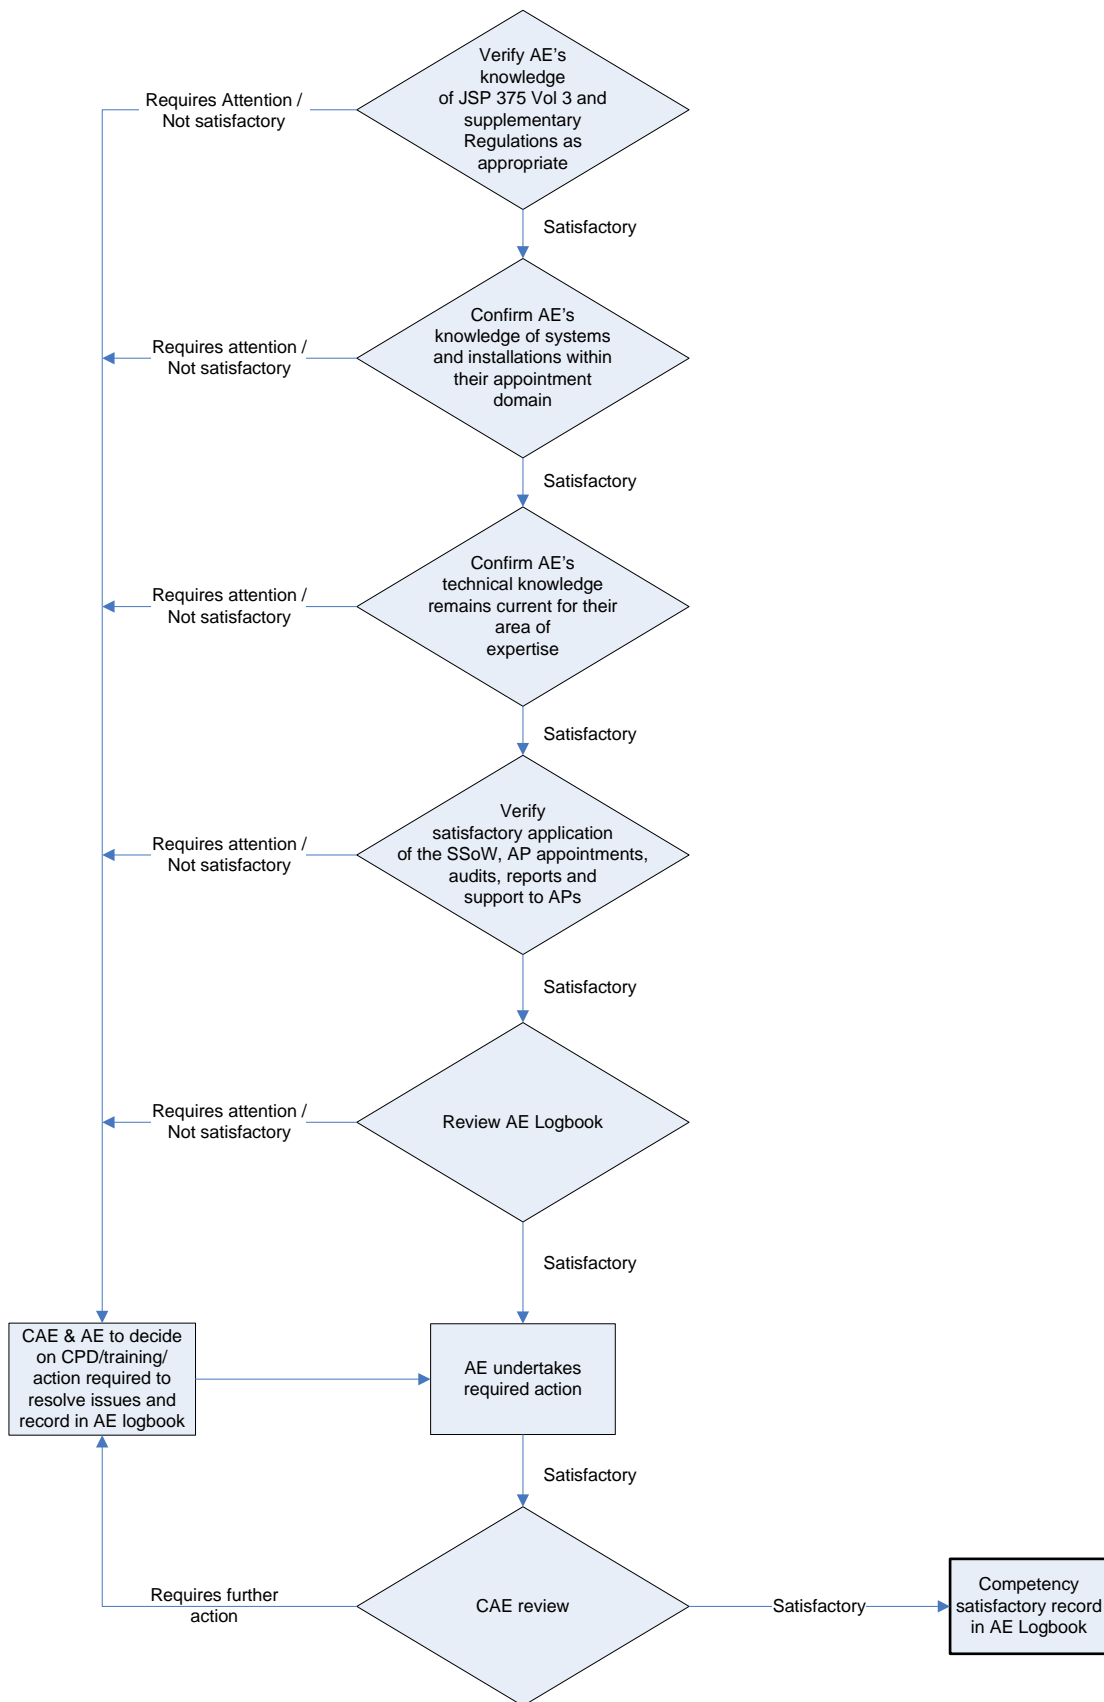 Verify AE's
knowledge
of JSP 375 Vol 3 and
supplementary
Regulations as
appropriate
Requires Attention /
Not satisfactory
Satisfactory
Confirm AE's
knowledge of systems
and installations within
their appointment
domain
Requires attention /
Not satisfactory
Satisfactory
Confirm AE's
technical knowledge
remains current for their
area of
expertise
Requires attention /
Not satisfactory
Satisfactory
Verify
satisfactory application
of the SSoW, AP appointments,
audits, reports and
support to APs
Requires attention /
Not satisfactory
Satisfactory
Review AE Logbook
Requires attention /
Not satisfactory
Satisfactory
CAE & AE to decide
on CPD/training/
action required to
resolve issues and
record in AE logbook
AE undertakes
required action
Satisfactory
CAE review
Requires further
action
Satisfactory
Competency
satisfactory record
in AE Logbook